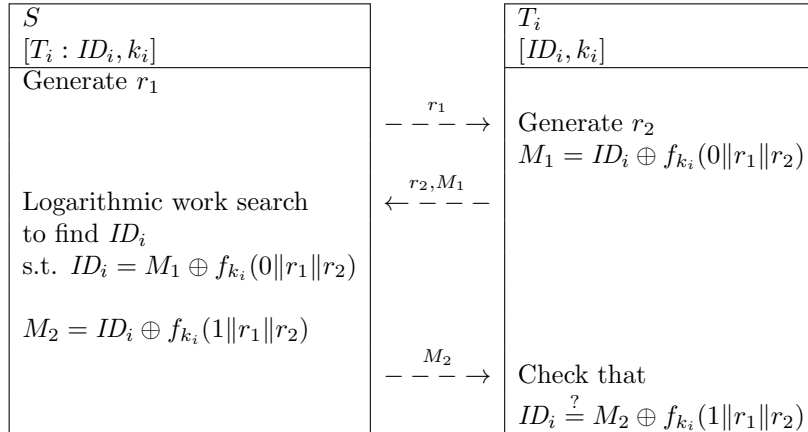 S
[T_i : ID_i, k_i]
T_i
[ID_i, k_i]
Generate r_1
r_1
Generate r_2
M_1 = ID_i ⊕ f_{k_i}(0‖r_1‖r_2)
r_2, M_1
Logarithmic work search
to find ID_i
s.t. ID_i = M_1 ⊕ f_{k_i}(0‖r_1‖r_2)
M_2 = ID_i ⊕ f_{k_i}(1‖r_1‖r_2)
M_2
Check that
ID_i ≟ M_2 ⊕ f_{k_i}(1‖r_1‖r_2)